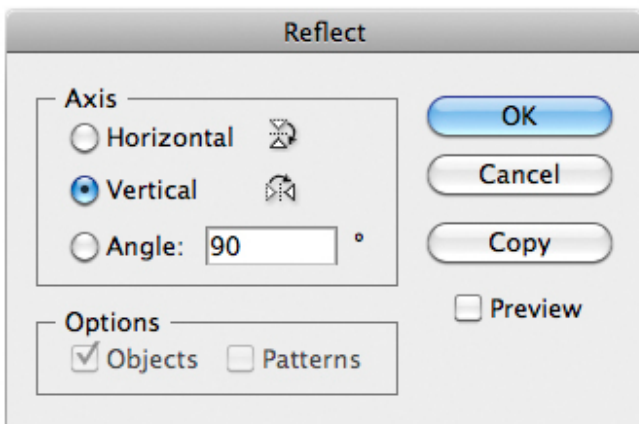 Reflect
Axis
Horizontal
Vertical
Angle: 90 °
OK
Cancel
Copy
Preview
Options
Objects Patterns